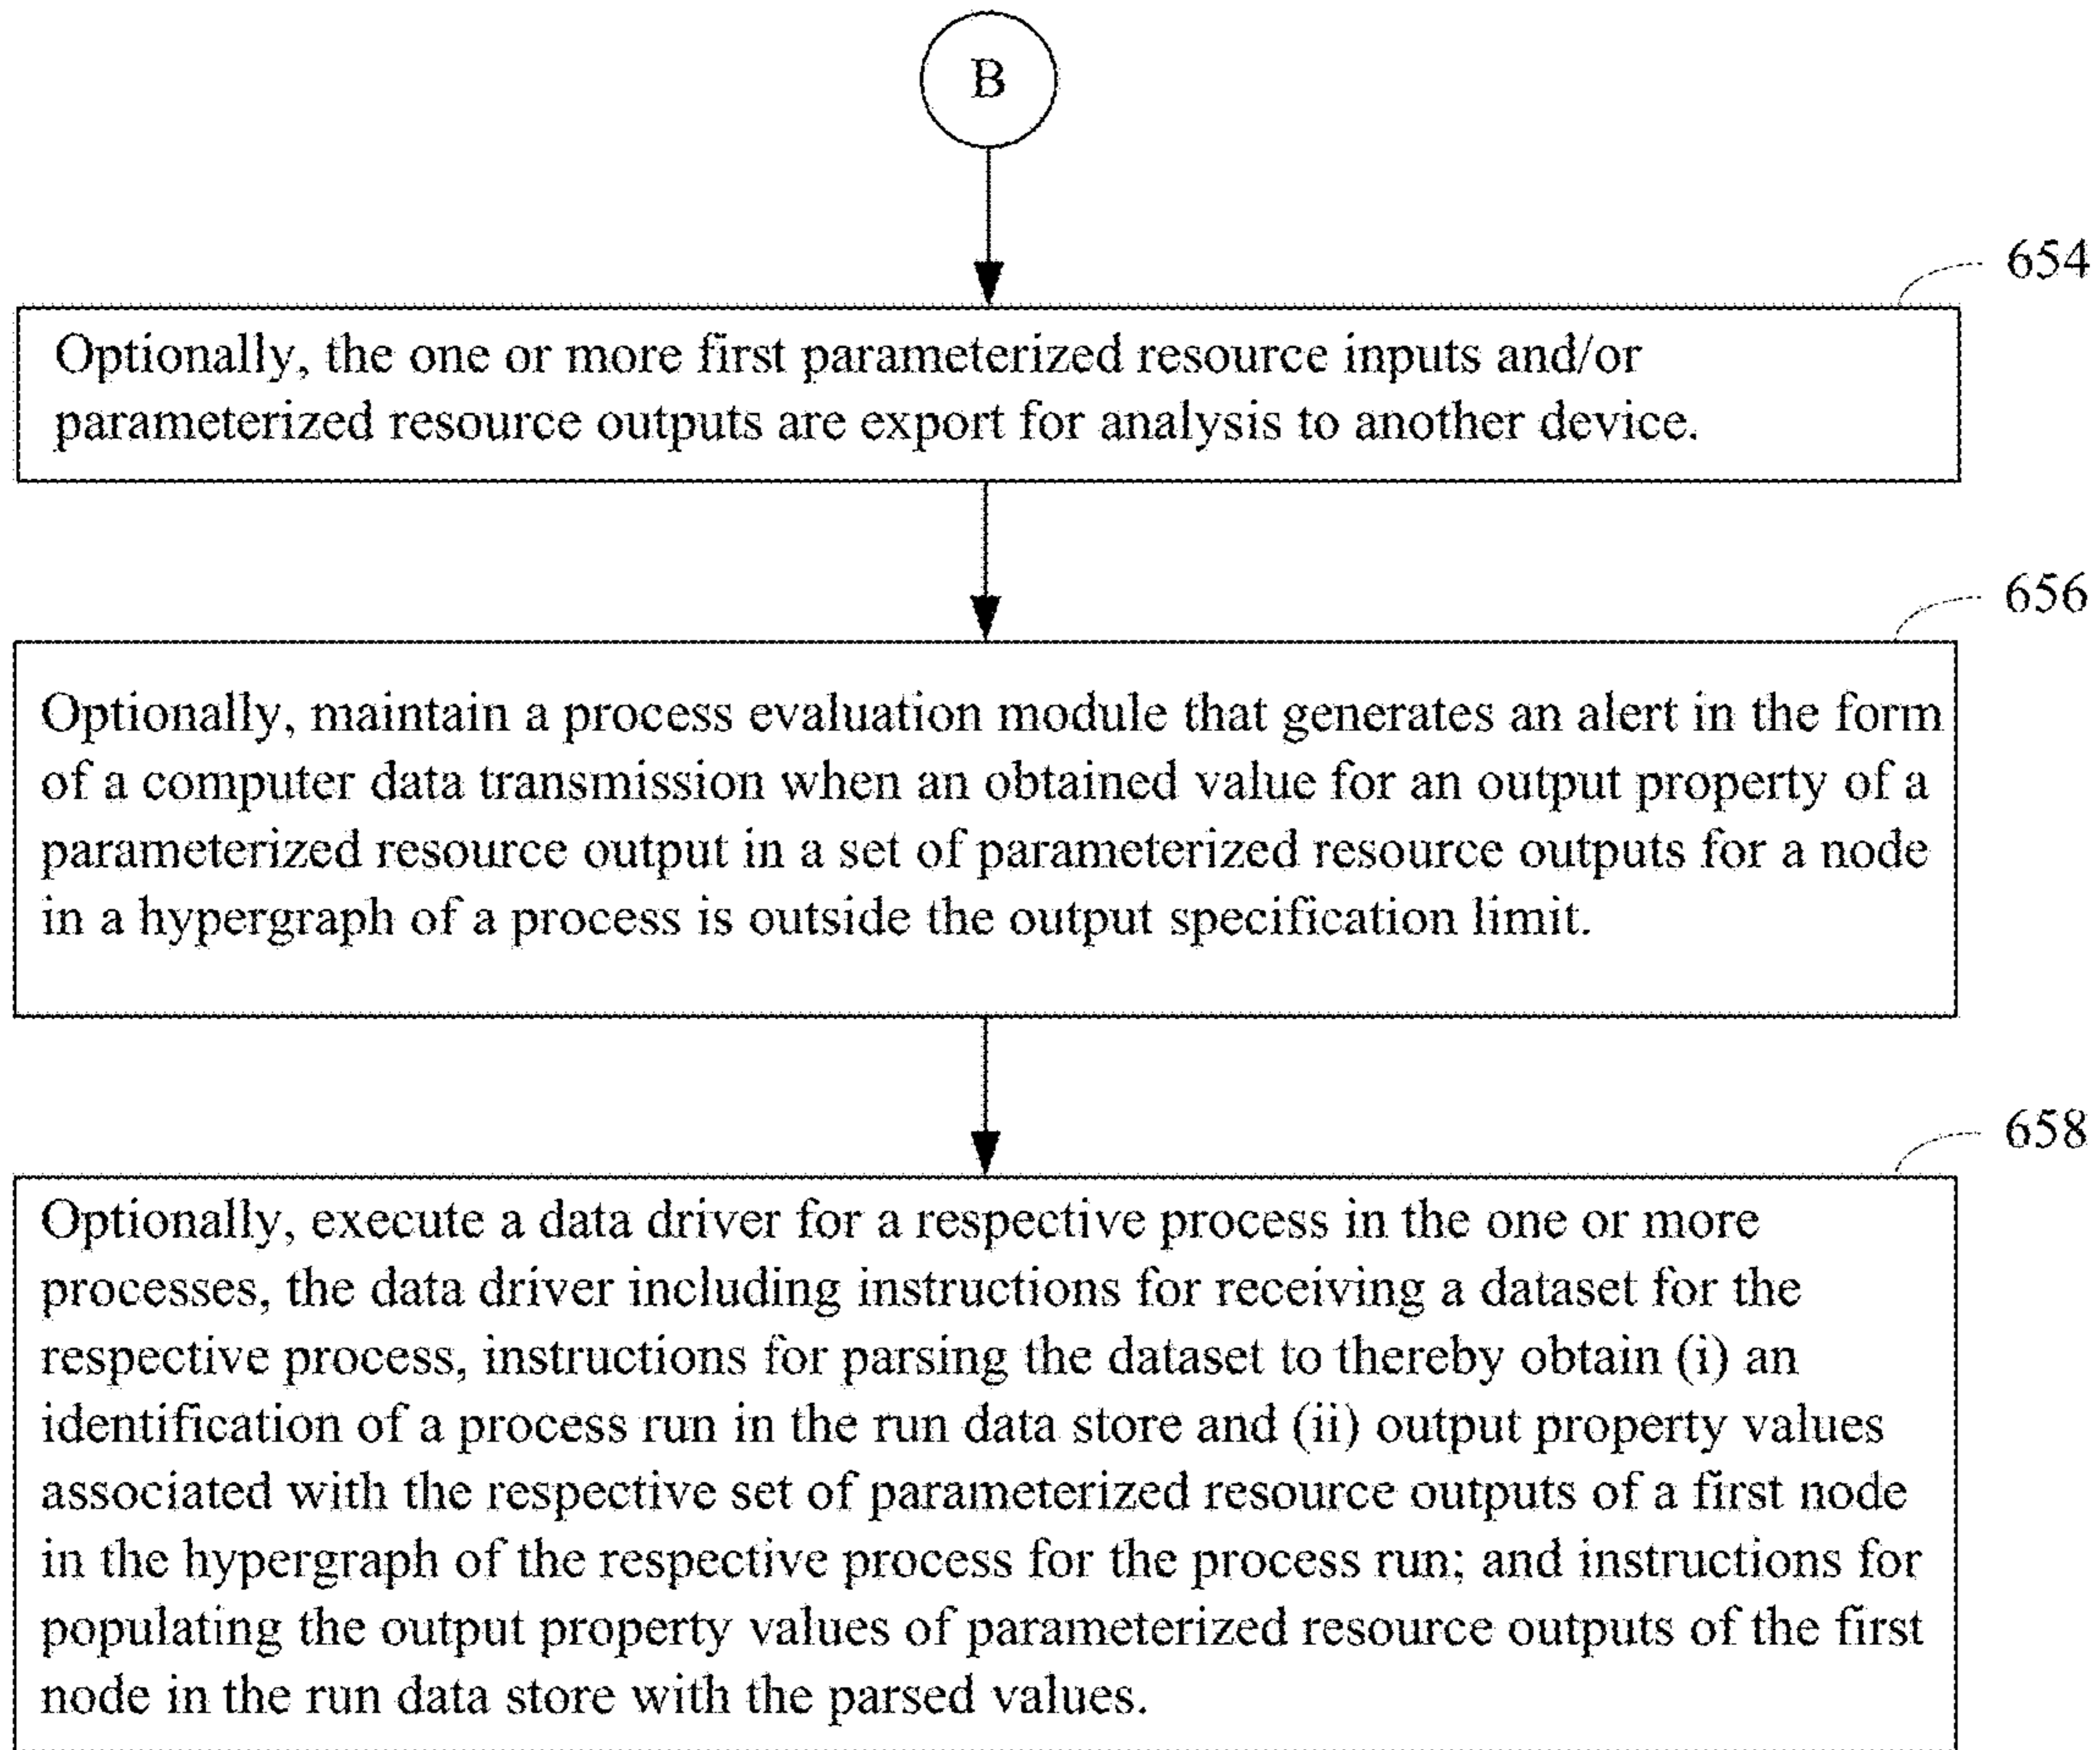 B
654
Optionally, the one or more first parameterized resource inputs and/or
parameterized resource outputs are export for analysis to another device.
656
Optionally, maintain a process evaluation module that generates an alert in the form
of a computer data transmission when an obtained value for an output property of a
parameterized resource output in a set of parameterized resource outputs for a node
in a hypergraph of a process is outside the output specification limit.
658
Optionally, execute a data driver for a respective process in the one or more
processes, the data driver including instructions for receiving a dataset for the
respective process, instructions for parsing the dataset to thereby obtain (i) an
identification of a process run in the run data store and (ii) output property values
associated with the respective set of parameterized resource outputs of a first node
in the hypergraph of the respective process for the process run; and instructions for
populating the output property values of parameterized resource outputs of the first
node in the run data store with the parsed values.